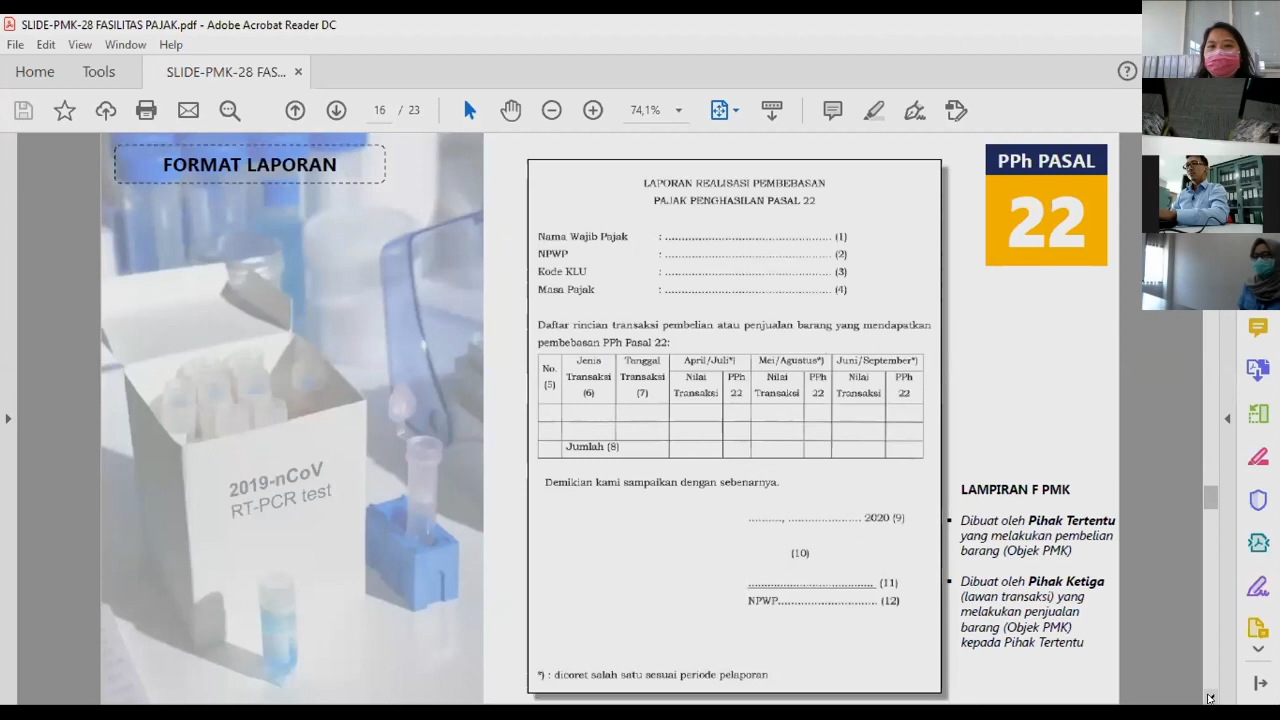 SLIDE-PMK-28 FASILITAS PAJAK.pdf - Adobe Acrobat Reader DC
File Edit View Window Help
Home Tools SLIDE-PMK-28 FAS... ×
16 / 23 74,1%
FORMAT LAPORAN
2019-nCoV
RT-PCR test
LAPORAN REALISASI PEMBEBASAN
PAJAK PENGHASILAN PASAL 22
Nama Wajib Pajak : .................................................. (1)
NPWP : .................................................. (2)
Kode KLU : .................................................. (3)
Masa Pajak : .................................................. (4)
Daftar rincian transaksi pembelian atau penjualan barang yang mendapatkan
pembebasan PPh Pasal 22:
No. (5) Jenis Transaksi (6) Tanggal Transaksi (7) April/Juli*) Mei/Agustus*) Juni/September*)
Nilai Transaksi PPh 22 Nilai Transaksi PPh 22 Nilai Transaksi PPh 22
Jumlah (8)
Demikian kami sampaikan dengan sebenarnya.
.........., ...................... 2020 (9)
(10)
...................................... (11)
NPWP.............................. (12)
*) : dicoret salah satu sesuai periode pelaporan
PPh PASAL
22
LAMPIRAN F PMK
▪ Dibuat oleh Pihak Tertentu
yang melakukan pembelian
barang (Objek PMK)
▪ Dibuat oleh Pihak Ketiga
(lawan transaksi) yang
melakukan penjualan
barang (Objek PMK)
kepada Pihak Tertentu